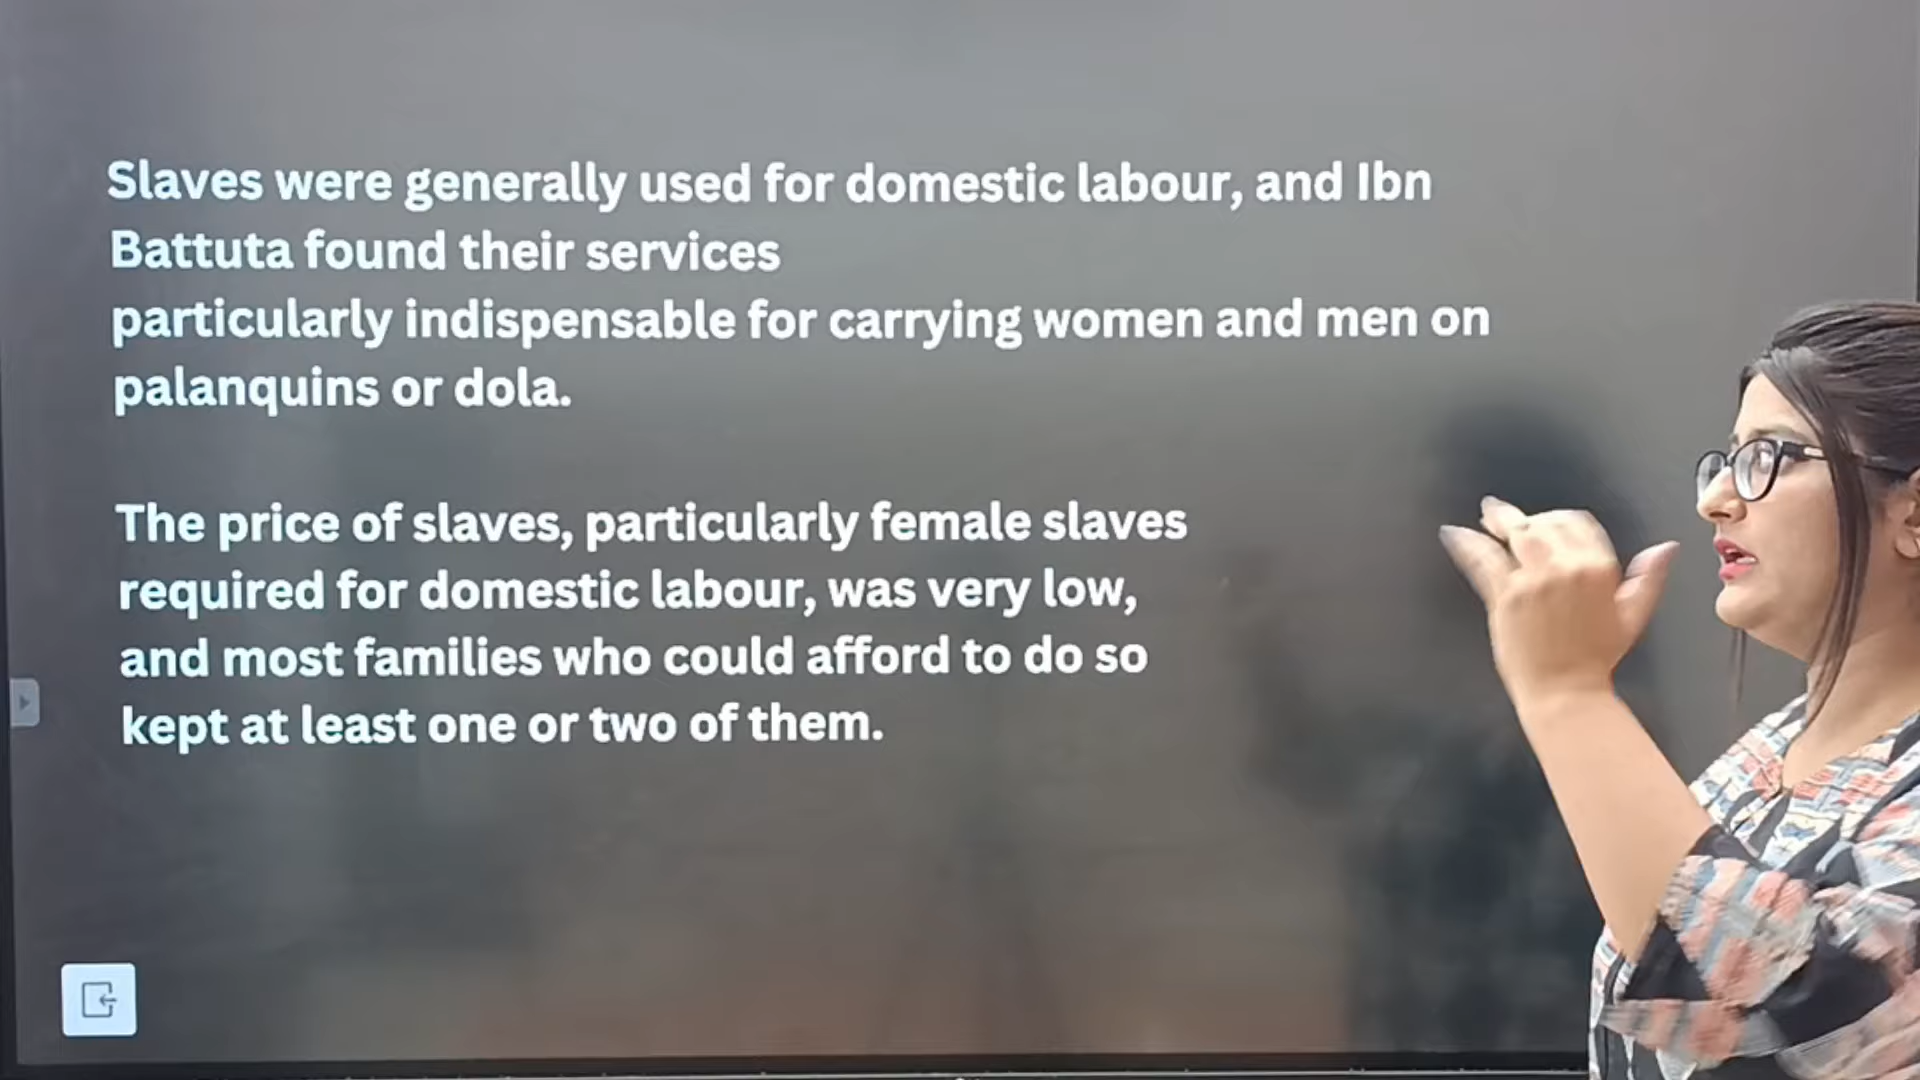 Slaves were generally used for domestic labour, and Ibn
Battuta found their services
particularly indispensable for carrying women and men on
palanquins or dola.
The price of slaves, particularly female slaves
required for domestic labour, was very low,
and most families who could afford to do so
kept at least one or two of them.